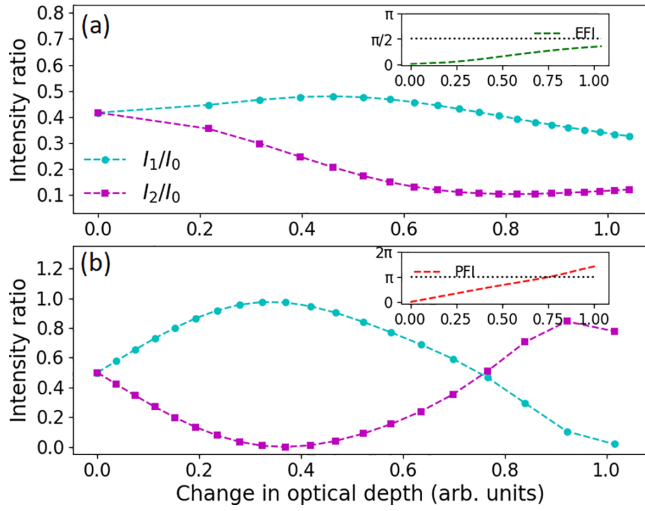 (a)
0.8
0.7
0.6
0.5
0.4
0.3
0.2
0.1
Intensity ratio
I₁/I₀
I₂/I₀
0.0 0.2 0.4 0.6 0.8 1.0
π
π/2
0
EFI
0.00 0.25 0.50 0.75 1.00
(b)
1.2
1.0
0.8
0.6
0.4
0.2
0.0
Intensity ratio
2π
π
0
PFI
0.00 0.25 0.50 0.75 1.00
0.0 0.2 0.4 0.6 0.8 1.0
Change in optical depth (arb. units)